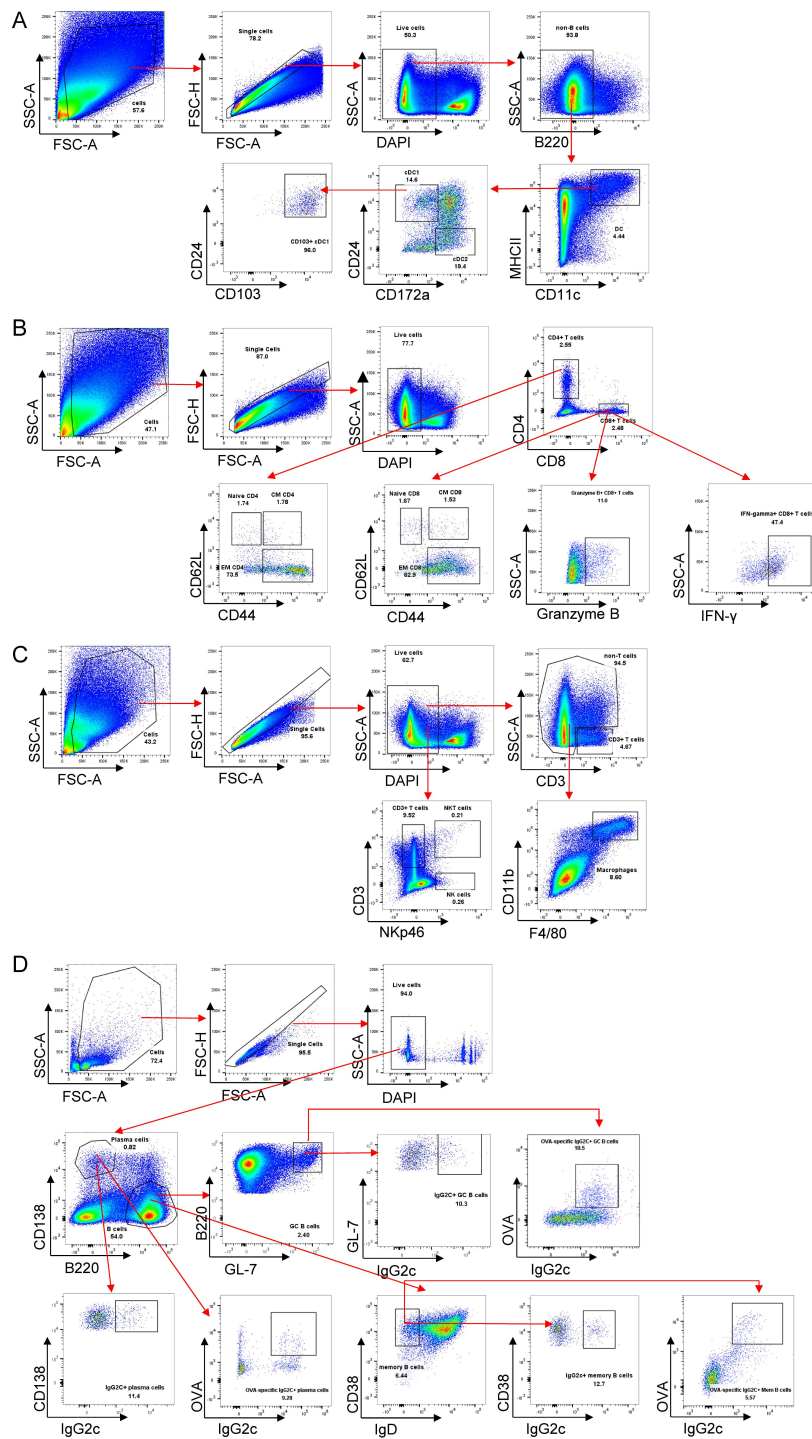 A
Single cells
78.2
Live cells
50.3
non-B cells
93.8
cells
57.6
SSC-A
FSC-A
FSC-H
FSC-A
SSC-A
DAPI
SSC-A
B220
cDC1
14.6
CD103+ cDC1
96.0
cDC2
19.4
DC
4.44
CD24
CD103
CD24
CD172a
MHCII
CD11c
B
Single Cells
87.0
Live cells
77.7
CD4+ T cells
2.55
Cells
47.1
CD8+ T cells
2.48
SSC-A
FSC-A
FSC-H
FSC-A
SSC-A
DAPI
CD4
CD8
Naive CD4
1.74
CM CD4
1.78
EM CD4
73.5
Naive CD8
1.67
CM CD8
1.53
EM CD8
62.9
Granzyme B+ CD8+ T cells
11.0
IFN-gamma+ CD8+ T cells
47.4
CD62L
CD44
CD62L
CD44
SSC-A
Granzyme B
SSC-A
IFN-γ
C
Cells
43.2
Single Cells
95.6
Live cells
62.7
non-T cells
94.5
CD3+ T cells
4.67
SSC-A
FSC-A
FSC-H
FSC-A
SSC-A
DAPI
SSC-A
CD3
CD3+ T cells
9.52
NKT cells
0.21
NK cells
0.26
Macrophages
8.60
CD3
NKp46
CD11b
F4/80
D
Cells
72.4
Single Cells
95.5
Live cells
94.0
SSC-A
FSC-A
FSC-H
FSC-A
SSC-A
DAPI
Plasma cells
0.82
B cells
54.0
GC B cells
2.40
IgG2C+ GC B cells
10.3
OVA-specific IgG2C+ GC B cells
10.5
CD138
B220
B220
GL-7
GL-7
IgG2c
OVA
IgG2c
IgG2C+ plasma cells
11.4
OVA-specific IgG2C+ plasma cells
9.28
memory B cells
6.44
IgG2c+ memory B cells
12.7
OVA-specific IgG2C+ Mem B cells
5.57
CD138
IgG2c
OVA
IgG2c
CD38
IgD
CD38
IgG2c
OVA
IgG2c